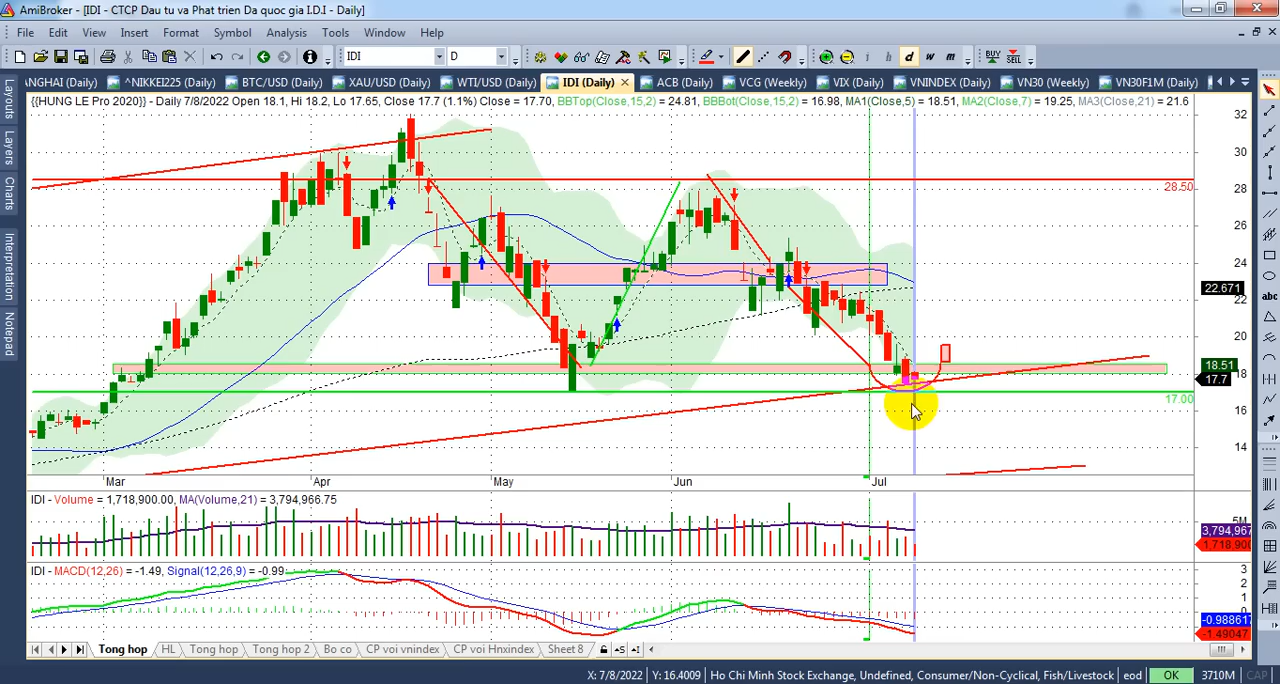 AmiBroker - [IDI - CTCP Dau tu va Phat trien Da quoc gia I.D.I - Daily]
File Edit View Insert Format Symbol Analysis Tools Window Help
IDI D d w m BUY SELL
NGHAI (Daily) ^NIKKEI225 (Daily) BTC/USD (Daily) XAU/USD (Daily) WTI/USD (Daily) IDI (Daily) ACB (Daily) VCG (Weekly) VIX (Daily) VNINDEX (Daily) VN30 (Weekly) VN30F1M (Daily)
{{HUNG LE Pro 2020}} - Daily 7/8/2022 Open 18.1, Hi 18.2, Lo 17.65, Close 17.7 (1.1%) Close = 17.70, BBTop(Close,15,2) = 24.81, BBBot(Close,15,2) = 16.98, MA1(Close,5) = 18.51, MA2(Close,7) = 19.25, MA3(Close,21) = 21.6
Layouts
Layers
Charts
Interpretation
Notepad
abc
32
30
28.50
28
26
24
22.671
22
20
18.51
18
17.7
17.00
16
14
Mar Apr May Jun Jul
IDI - Volume = 1,718,900.00, MA(Volume,21) = 3,794,966.75
5M
3,794,967
1,718,900
IDI - MACD(12,26) = -1.49, Signal(12,26,9) = -0.99
3
2
1
0
-0.988617
-1.49047
Tong hop HL Tong hop Tong hop 2 Bo co CP voi vnindex CP voi Hnxindex Sheet 8
X: 7/8/2022 Y: 16.4009 Ho Chi Minh Stock Exchange, Undefined, Consumer/Non-Cyclical, Fish/Livestock eod OK 3710M CAP